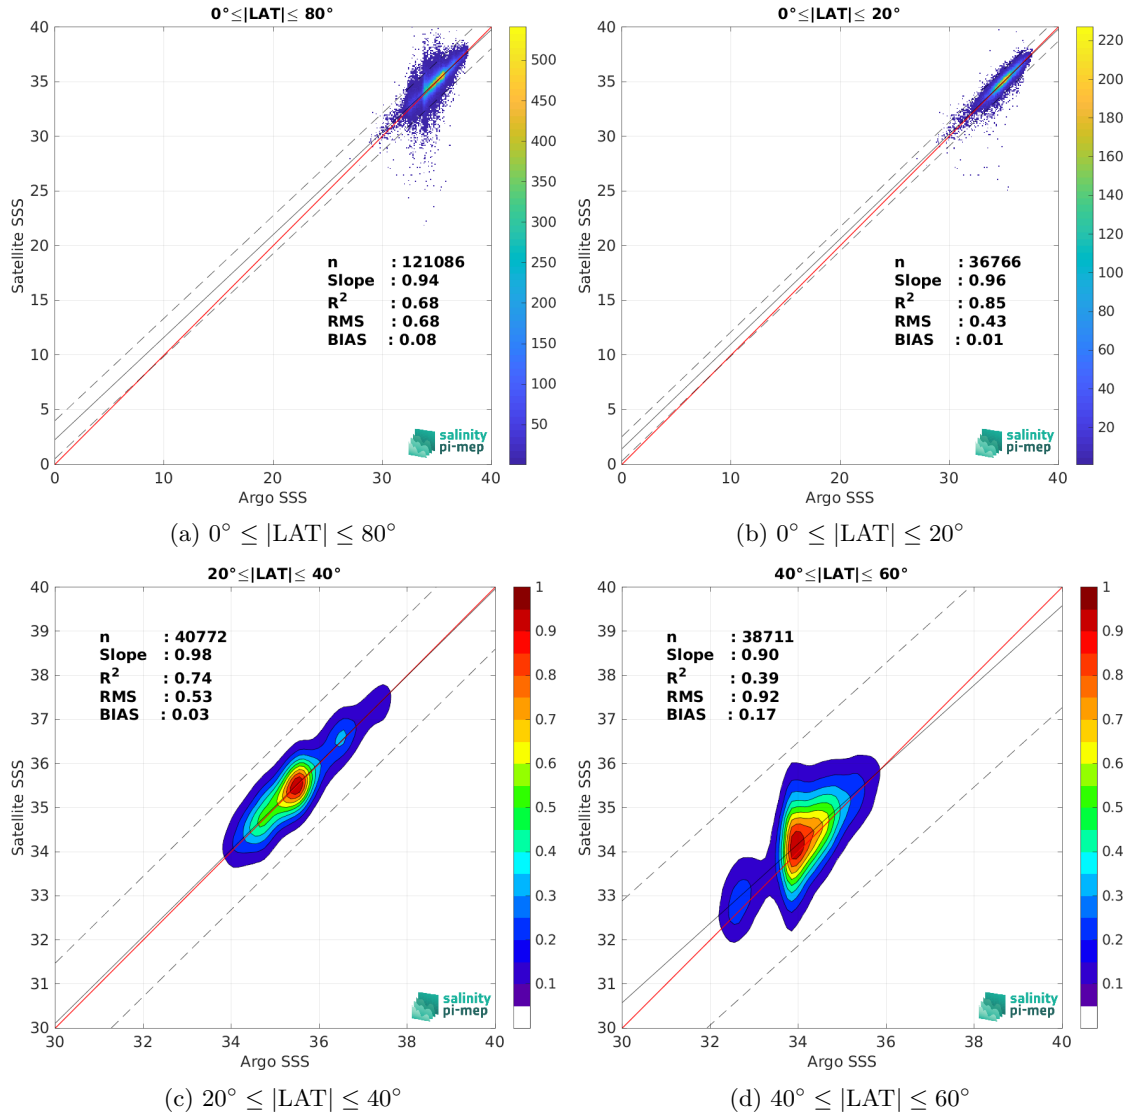 0°≤|LAT|≤ 80°
40
35
30
25
20
15
10
5
0
Satellite SSS
n : 121086
Slope : 0.94
R² : 0.68
RMS : 0.68
BIAS : 0.08
salinity
pi-mep
0 10 20 30 40
Argo SSS
500
450
400
350
300
250
200
150
100
50
(a) 0° ≤ |LAT| ≤ 80°
0°≤|LAT|≤ 20°
40
35
30
25
20
15
10
5
0
Satellite SSS
n : 36766
Slope : 0.96
R² : 0.85
RMS : 0.43
BIAS : 0.01
salinity
pi-mep
0 10 20 30 40
Argo SSS
220
200
180
160
140
120
100
80
60
40
20
(b) 0° ≤ |LAT| ≤ 20°
20°≤|LAT|≤ 40°
40
39
38
37
36
35
34
33
32
31
30
Satellite SSS
n : 40772
Slope : 0.98
R² : 0.74
RMS : 0.53
BIAS : 0.03
salinity
pi-mep
30 32 34 36 38 40
Argo SSS
1
0.9
0.8
0.7
0.6
0.5
0.4
0.3
0.2
0.1
(c) 20° ≤ |LAT| ≤ 40°
40°≤|LAT|≤ 60°
40
39
38
37
36
35
34
33
32
31
30
Satellite SSS
n : 38711
Slope : 0.90
R² : 0.39
RMS : 0.92
BIAS : 0.17
salinity
pi-mep
30 32 34 36 38 40
Argo SSS
1
0.9
0.8
0.7
0.6
0.5
0.4
0.3
0.2
0.1
(d) 40° ≤ |LAT| ≤ 60°